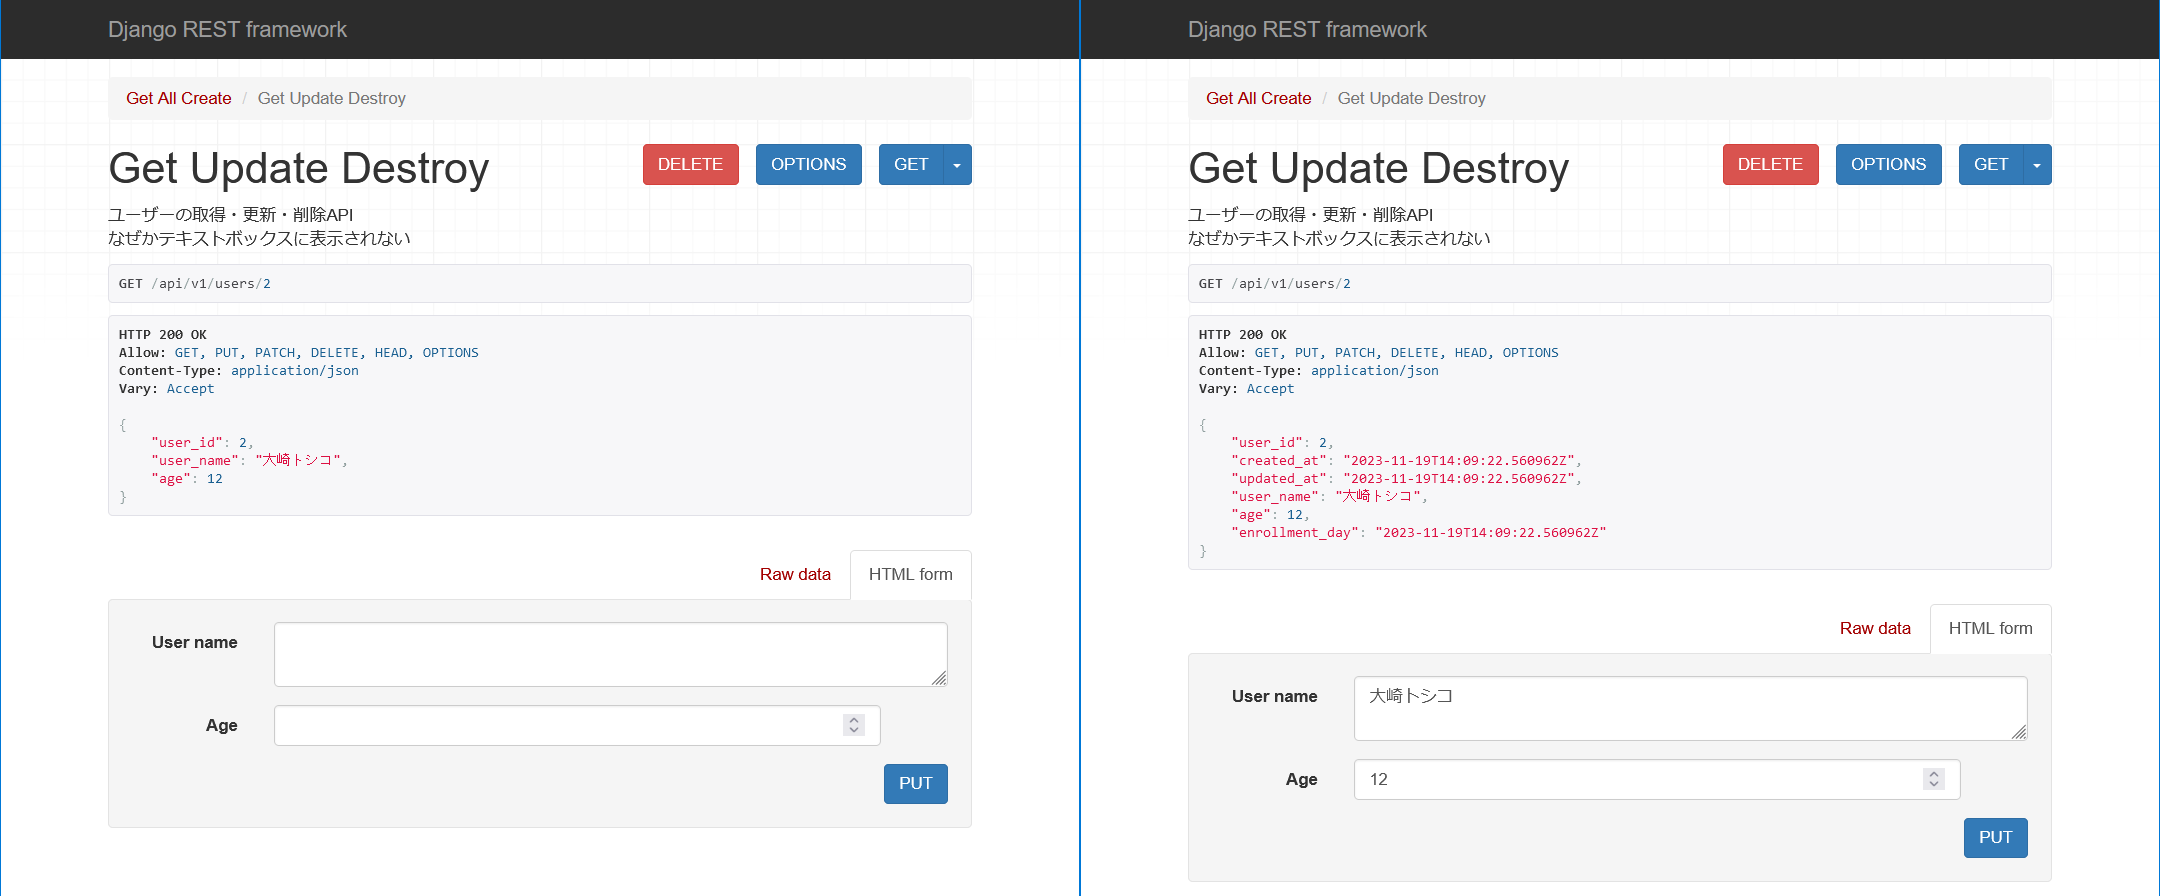 Django REST framework
Get All Create / Get Update Destroy
Get Update Destroy
DELETE
OPTIONS
GET
ユーザーの取得・更新・削除API
なぜかテキストボックスに表示されない
GET /api/v1/users/2
HTTP 200 OK
Allow: GET, PUT, PATCH, DELETE, HEAD, OPTIONS
Content-Type: application/json
Vary: Accept
{
"user_id": 2,
"user_name": "大崎トシコ",
"age": 12
}
Raw data
HTML form
User name
Age
PUT
Django REST framework
Get All Create / Get Update Destroy
Get Update Destroy
DELETE
OPTIONS
GET
ユーザーの取得・更新・削除API
なぜかテキストボックスに表示されない
GET /api/v1/users/2
HTTP 200 OK
Allow: GET, PUT, PATCH, DELETE, HEAD, OPTIONS
Content-Type: application/json
Vary: Accept
{
"user_id": 2,
"created_at": "2023-11-19T14:09:22.560962Z",
"updated_at": "2023-11-19T14:09:22.560962Z",
"user_name": "大崎トシコ",
"age": 12,
"enrollment_day": "2023-11-19T14:09:22.560962Z"
}
Raw data
HTML form
User name
大崎トシコ
Age
12
PUT